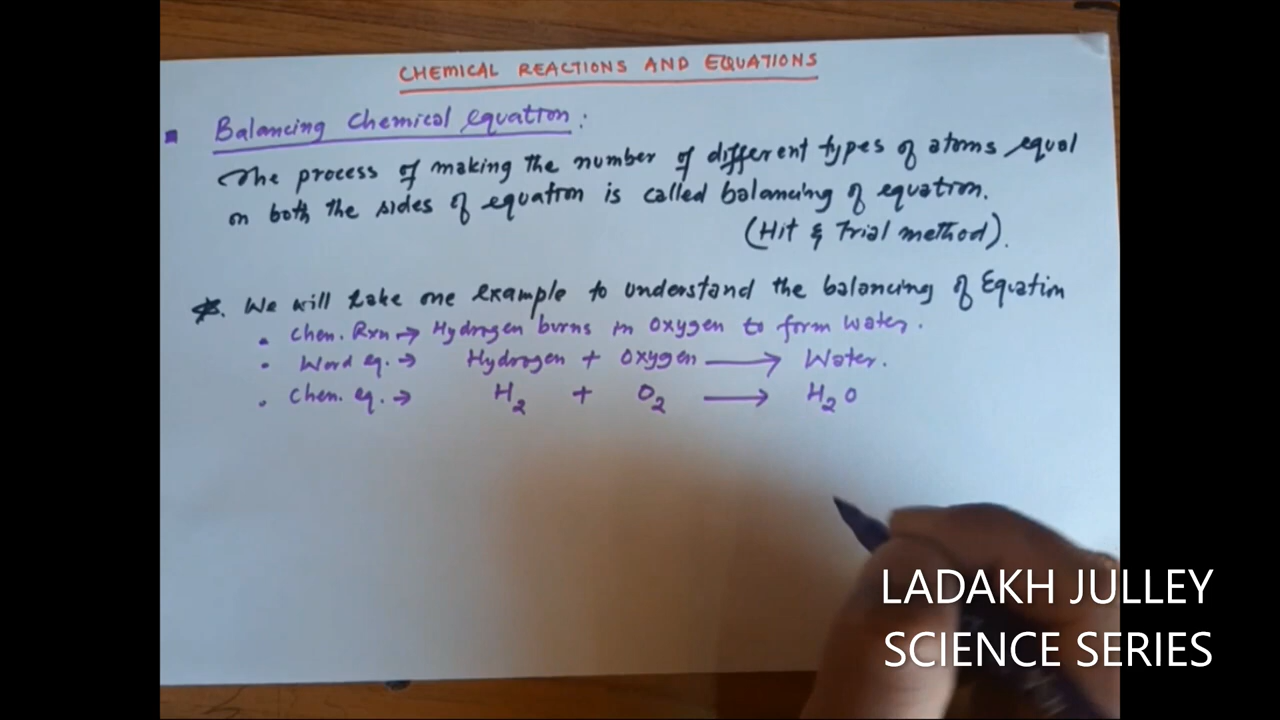 CHEMICAL REACTIONS AND EQUATIONS
Balancing Chemical equation:
The process of making the number of different types of atoms equal
on both the sides of equation is called balancing of equation.
(Hit & Trial method).
We will take one example to understand the balancing of Equation
Chem. Rxn → Hydrogen burns in Oxygen to form Water.
Word eq. → Hydrogen + Oxygen ⟶ Water.
Chem. eq. → H₂ + O₂ ⟶ H₂O
LADAKH JULLEY
SCIENCE SERIES